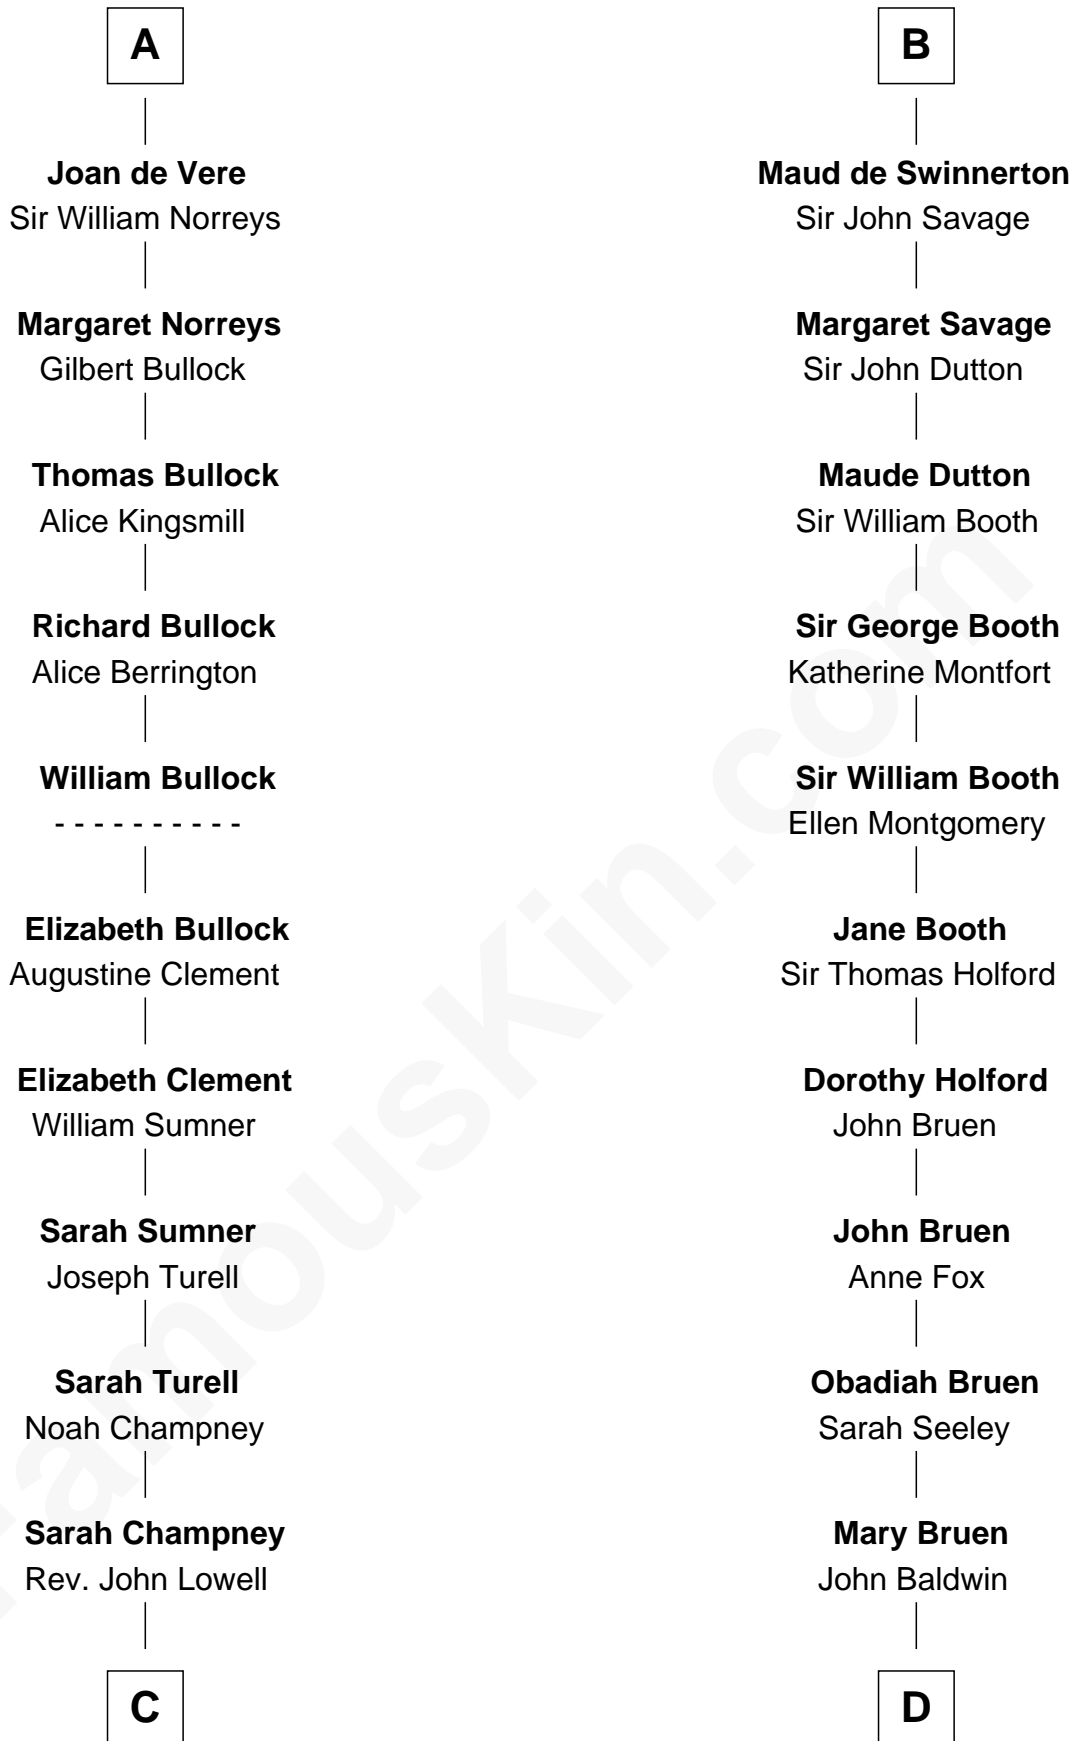 A
Joan de Vere
Sir William Norreys
Margaret Norreys
Gilbert Bullock
Thomas Bullock
Alice Kingsmill
Richard Bullock
Alice Berrington
William Bullock
- - - - - - - - - -
Elizabeth Bullock
Augustine Clement
Elizabeth Clement
William Sumner
Sarah Sumner
Joseph Turell
Sarah Turell
Noah Champney
Sarah Champney
Rev. John Lowell
C
B
Maud de Swinnerton
Sir John Savage
Margaret Savage
Sir John Dutton
Maude Dutton
Sir William Booth
Sir George Booth
Katherine Montfort
Sir William Booth
Ellen Montgomery
Jane Booth
Sir Thomas Holford
Dorothy Holford
John Bruen
John Bruen
Anne Fox
Obadiah Bruen
Sarah Seeley
Mary Bruen
John Baldwin
D
FamousKin.com